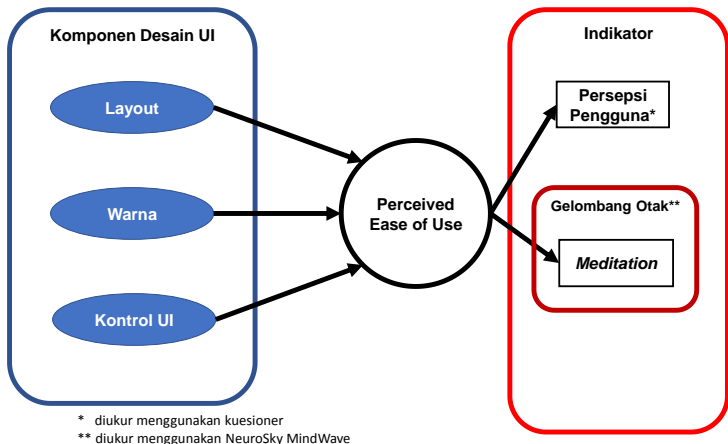 Komponen Desain UI
Layout
Warna
Kontrol UI
Perceived
Ease of Use
Indikator
Persepsi
Pengguna*
Gelombang Otak**
Meditation
* diukur menggunakan kuesioner
** diukur menggunakan NeuroSky MindWave